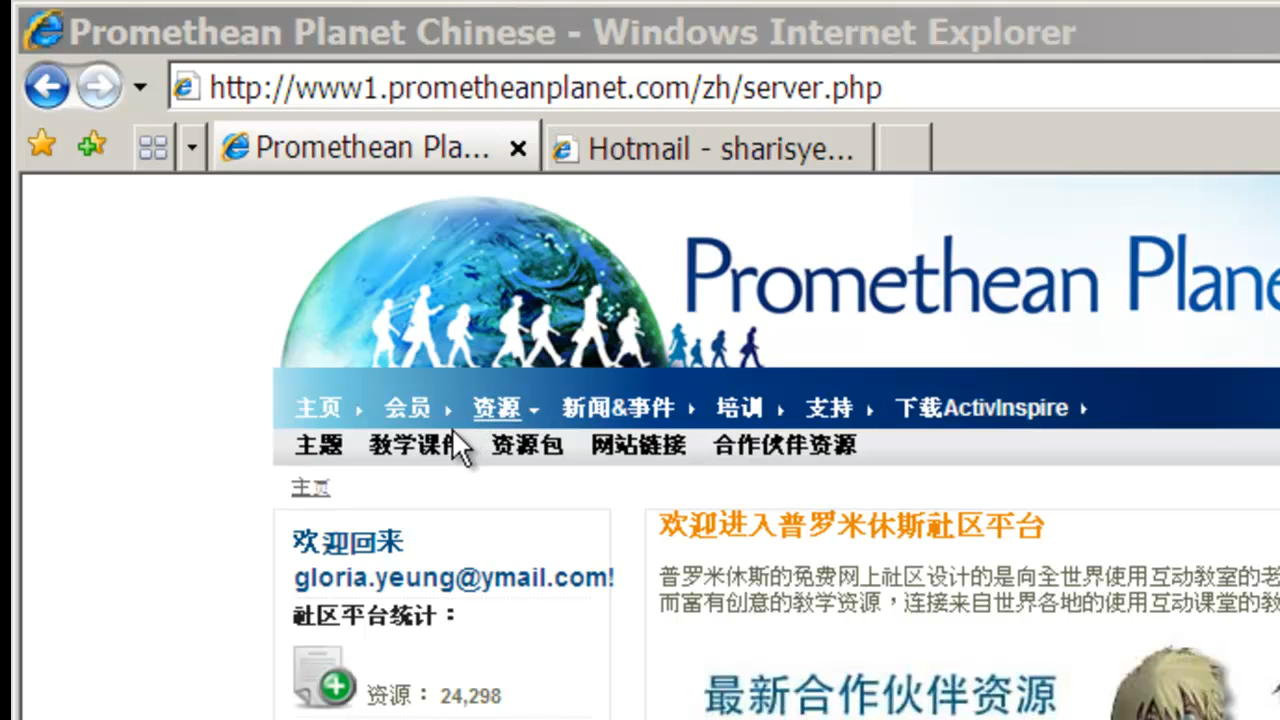 Promethean Planet Chinese - Windows Internet Explorer
http://www1.prometheanplanet.com/zh/server.php
Promethean Pla... Hotmail - sharisye...
Promethean Plane
主页 会员 资源 新闻&事件 培训 支持 下载ActivInspire
主题 教学课件 资源包 网站链接 合作伙伴资源
主页
欢迎回来
gloria.yeung@ymail.com!
社区平台统计：
资源： 24,298
欢迎进入普罗米休斯社区平台
普罗米休斯的免费网上社区设计的是向全世界使用互动教室的老
而富有创意的教学资源，连接来自世界各地的使用互动课堂的教
最新合作伙伴资源